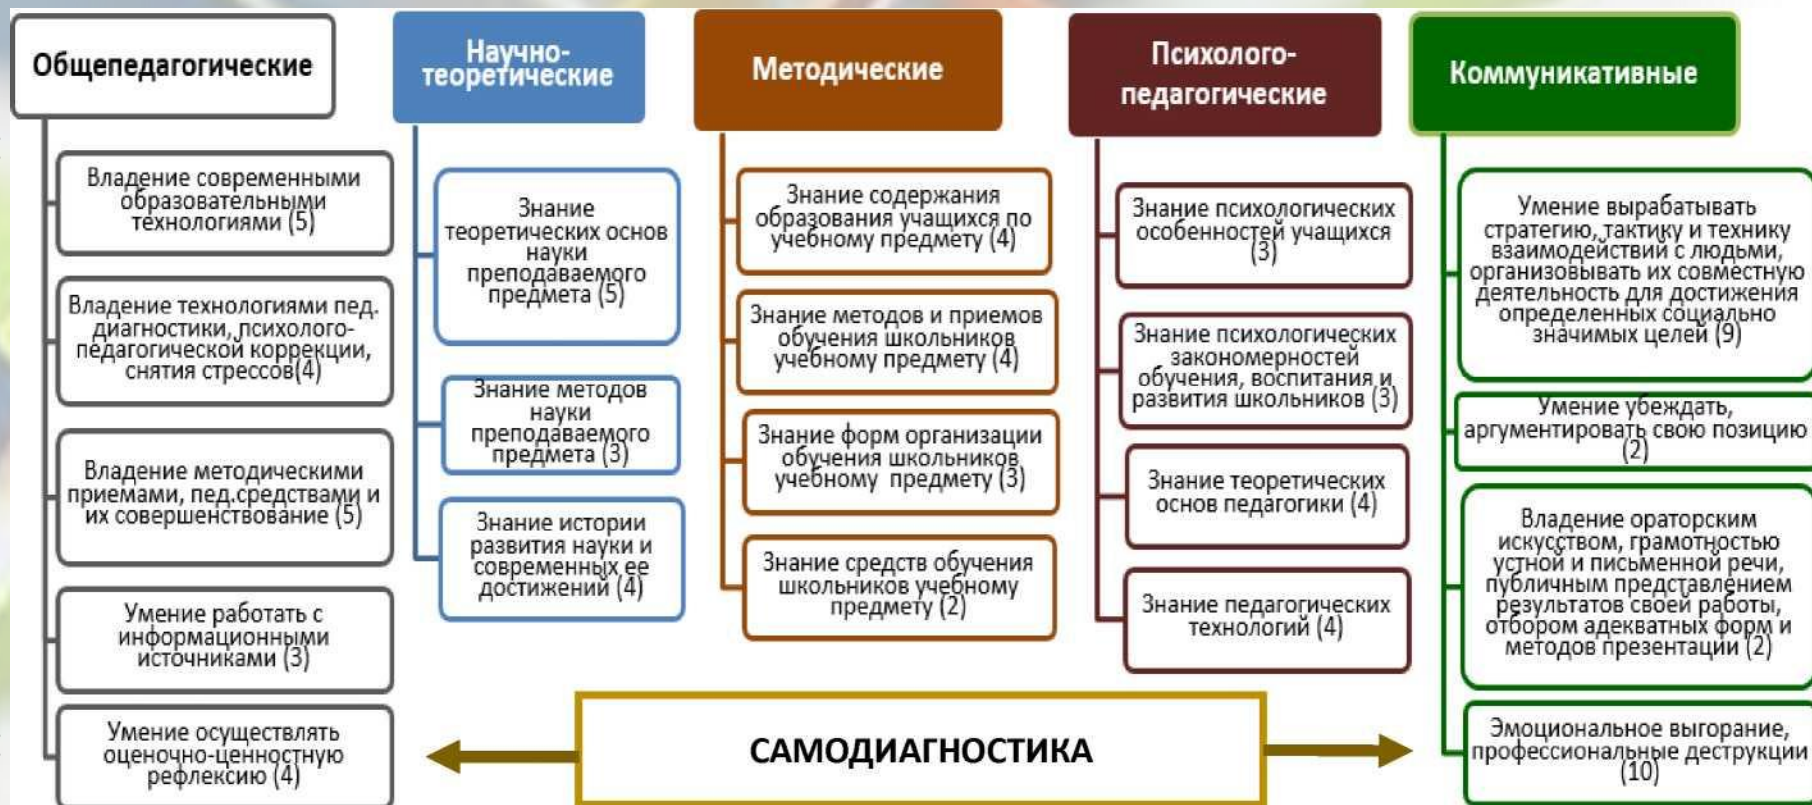 Общепедагогические
Владение современными
образовательными
технологиями (5)
Владение технологиями пед.
диагностики, психолого-
педагогической коррекции,
снятия стрессов(4)
Владение методическими
приемами, пед.средствами и
их совершенствование (5)
Умение работать с
информационными
источниками (3)
Умение осуществлять
оценочно-ценностную
рефлексию (4)
Научно-
теоретические
Знание
теоретических основ
науки
преподаваемого
предмета (5)
Знание методов
науки
преподаваемого
предмета (3)
Знание истории
развития науки и
современных ее
достижений (4)
Методические
Знание содержания
образования учащихся по
учебному предмету (4)
Знание методов и приемов
обучения школьников
учебному предмету (4)
Знание форм организации
обучения школьников
учебному предмету (3)
Знание средств обучения
школьников учебному
предмету (2)
Психолого-
педагогические
Знание психологических
особенностей учащихся
(3)
Знание психологических
закономерностей
обучения, воспитания и
развития школьников (3)
Знание теоретических
основ педагогики (4)
Знание педагогических
технологий (4)
Коммуникативные
Умение вырабатывать
стратегию, тактику и технику
взаимодействий с людьми,
организовывать их совместную
деятельность для достижения
определенных социально
значимых целей (9)
Умение убеждать,
аргументировать свою позицию
(2)
Владение ораторским
искусством, грамотностью
устной и письменной речи,
публичным представлением
результатов своей работы,
отбором адекватных форм и
методов презентации (2)
Эмоциональное выгорание,
профессиональные деструкции
(10)
САМОДИАГНОСТИКА